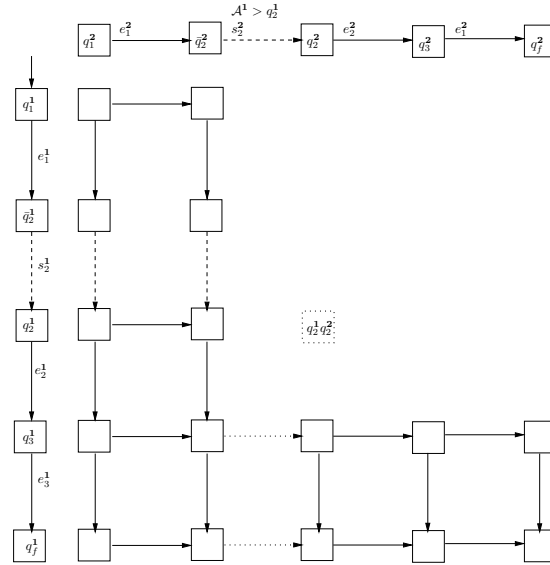 𝒜¹ > q₂¹
e₁² s₂² e₂² e₁²
q₁² q̄₂² q₂² q₃² q_f²
q₁¹
e₁¹
q̄₂¹
s₂¹
q₂¹ q₂¹q₂²
e₂¹
q₃¹
e₃¹
q_f¹